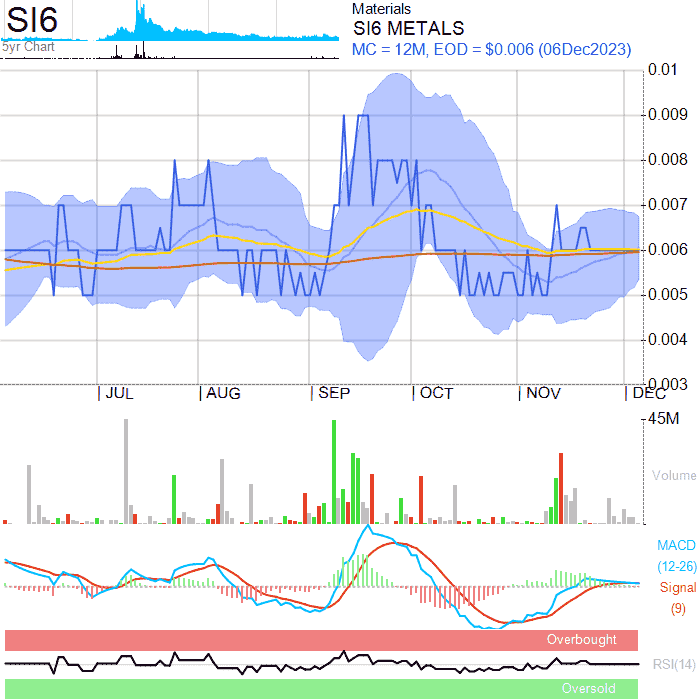 SI6
5yr Chart
Materials
SI6 METALS
MC = 12M, EOD = $0.006 (06Dec2023)
0.01
0.009
0.008
0.007
0.006
0.005
0.004
0.003
JUL
AUG
SEP
OCT
NOV
DEC
45M
Volume
MACD
(12-26)
Signal
(9)
Overbought
RSI(14)
Oversold